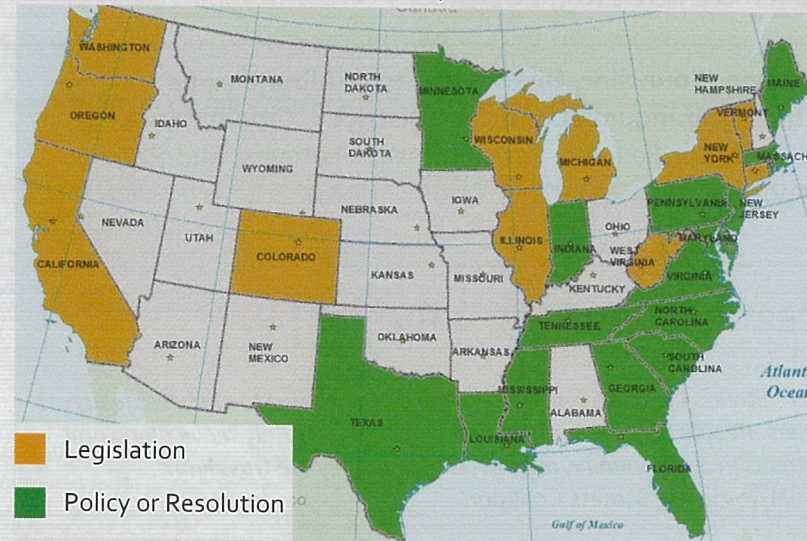 Canada
WASHINGTON
MONTANA
NORTH
DAKOTA
MINNESOTA
NEW
HAMPSHIRE
MAINE
VERMONT
OREGON
IDAHO
SOUTH
DAKOTA
WISCONSIN
MICHIGAN
NEW
YORK
MASSACH
WYOMING
IOWA
PENNSYLVANIA
NEW
JERSEY
NEVADA
UTAH
COLORADO
NEBRASKA
ILLINOIS
INDIANA
OHIO
MARYLAND
WEST
VIRGINIA
VIRGINIA
CALIFORNIA
KANSAS
MISSOURI
KENTUCKY
ARIZONA
NEW
MEXICO
OKLAHOMA
ARKANSAS
TENNESSEE
NORTH
CAROLINA
SOUTH
CAROLINA
MISSISSIPPI
ALABAMA
GEORGIA
TEXAS
LOUISIANA
FLORIDA
Atlant
Ocean
Gulf of Mexico
Legislation
Policy or Resolution